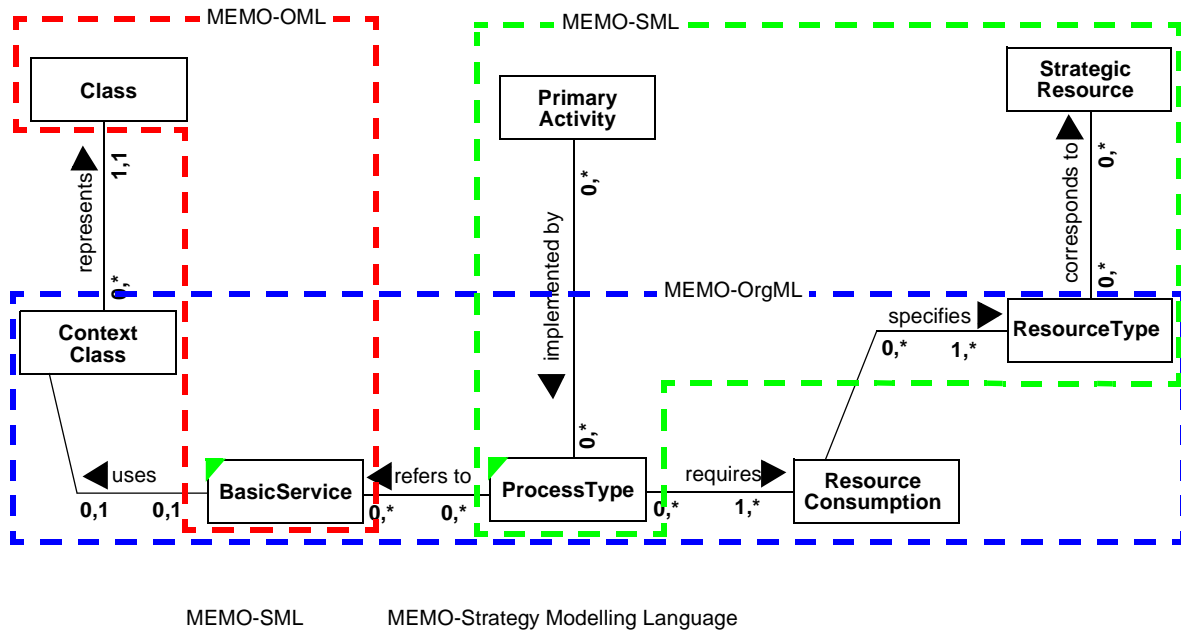 MEMO-OML
MEMO-SML
Class
Primary
Activity
Strategic
Resource
represents
1,1
0,*
implemented by
0,*
0,*
corresponds to
0,*
0,*
MEMO-OrgML
Context
Class
specifies
0,*
1,*
ResourceType
uses
0,1
0,1
BasicService
refers to
0,*
0,*
ProcessType
requires
0,*
1,*
Resource
Consumption
MEMO-SML MEMO-Strategy Modelling Language